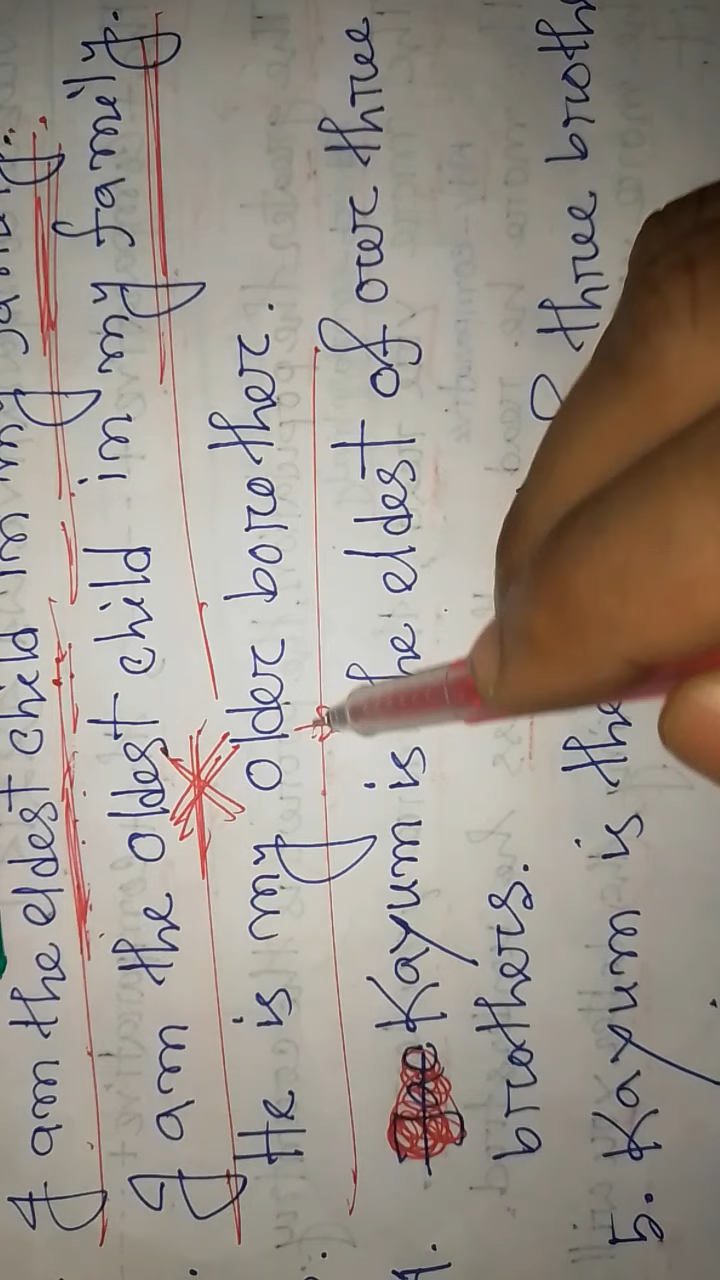 I am the eldest child in my family.
I am the oldest child in my family.
He is my older borother.
Kayum is the eldest of our three
brothers.
5. Kayum is the three broth